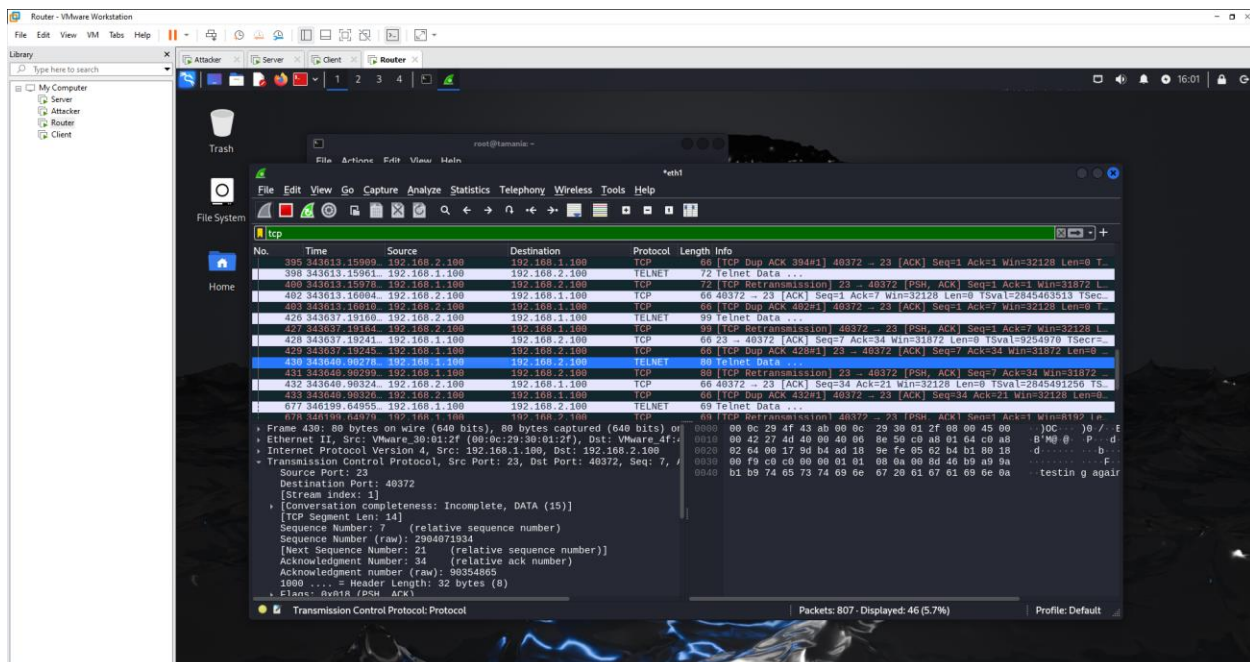 Router - VMware Workstation
File Edit View VM Tabs Help
Library
Type here to search
My Computer
Server
Attacker
Router
Client
Attacker Server Client Router
1 2 3 4
16:01
Trash
File System
Home
root@tamania: ~
File Actions Edit View Help
*eth1
File Edit View Go Capture Analyze Statistics Telephony Wireless Tools Help
tcp
No. Time Source Destination Protocol Length Info
395 343613.15909… 192.168.2.100 192.168.1.100 TCP 66 [TCP Dup ACK 394#1] 40372 → 23 [ACK] Seq=1 Ack=1 Win=32128 Len=0 T…
398 343613.15961… 192.168.1.100 192.168.2.100 TELNET 72 Telnet Data ...
400 343613.15978… 192.168.1.100 192.168.2.100 TCP 72 [TCP Retransmission] 23 → 40372 [PSH, ACK] Seq=1 Ack=1 Win=31872 L…
402 343613.16004… 192.168.2.100 192.168.1.100 TCP 66 40372 → 23 [ACK] Seq=1 Ack=7 Win=32128 Len=0 TSval=2845463513 TSec…
403 343613.16010… 192.168.2.100 192.168.1.100 TCP 66 [TCP Dup ACK 402#1] 40372 → 23 [ACK] Seq=1 Ack=7 Win=32128 Len=0 T…
426 343637.19160… 192.168.2.100 192.168.1.100 TELNET 99 Telnet Data ...
427 343637.19164… 192.168.2.100 192.168.1.100 TCP 99 [TCP Retransmission] 40372 → 23 [PSH, ACK] Seq=1 Ack=7 Win=32128 L…
428 343637.19241… 192.168.1.100 192.168.2.100 TCP 66 23 → 40372 [ACK] Seq=7 Ack=34 Win=31872 Len=0 TSval=9254970 TSecr=…
429 343637.19245… 192.168.1.100 192.168.2.100 TCP 66 [TCP Dup ACK 428#1] 23 → 40372 [ACK] Seq=7 Ack=34 Win=31872 Len=0 …
430 343640.90278… 192.168.1.100 192.168.2.100 TELNET 80 Telnet Data ...
431 343640.90299… 192.168.1.100 192.168.2.100 TCP 80 [TCP Retransmission] 23 → 40372 [PSH, ACK] Seq=7 Ack=34 Win=31872 …
432 343640.90324… 192.168.2.100 192.168.1.100 TCP 66 40372 → 23 [ACK] Seq=34 Ack=21 Win=32128 Len=0 TSval=2845491256 TS…
433 343640.90326… 192.168.2.100 192.168.1.100 TCP 66 [TCP Dup ACK 432#1] 40372 → 23 [ACK] Seq=34 Ack=21 Win=32128 Len=0…
677 346199.64955… 192.168.1.100 192.168.2.100 TELNET 69 Telnet Data ...
678 346199.64979… 192.168.1.100 192.168.2.100 TCP 69 [TCP Retransmission] 40372 → 23 [PSH, ACK] Seq=1 Ack=1 Win=8192 Le…
Frame 430: 80 bytes on wire (640 bits), 80 bytes captured (640 bits) on
Ethernet II, Src: VMware_30:01:2f (00:0c:29:30:01:2f), Dst: VMware_4f:4
Internet Protocol Version 4, Src: 192.168.1.100, Dst: 192.168.2.100
Transmission Control Protocol, Src Port: 23, Dst Port: 40372, Seq: 7, A
Source Port: 23
Destination Port: 40372
[Stream index: 1]
[Conversation completeness: Incomplete, DATA (15)]
[TCP Segment Len: 14]
Sequence Number: 7 (relative sequence number)
Sequence Number (raw): 2904071934
[Next Sequence Number: 21 (relative sequence number)]
Acknowledgment Number: 34 (relative ack number)
Acknowledgment number (raw): 90354865
1000 .... = Header Length: 32 bytes (8)
Flags: 0x018 (PSH, ACK)
0000 00 0c 29 4f 43 ab 00 0c 29 30 01 2f 08 00 45 00 ··)OC··· )0·/··E
0010 00 42 27 4d 40 00 40 06 8e 50 c0 a8 01 64 c0 a8 ·B'M@·@· ·P···d·
0020 02 64 00 17 9d b4 ad 18 9e fe 05 62 b4 b1 80 18 ·d······ ···b··
0030 00 f9 c0 c0 00 00 01 01 08 0a 00 8d 46 b9 a9 9a ········ ····F··
0040 b1 b9 74 65 73 74 69 6e 67 20 61 67 61 69 6e 0a ··testin g again
Transmission Control Protocol: Protocol
Packets: 807 · Displayed: 46 (5.7%)
Profile: Default